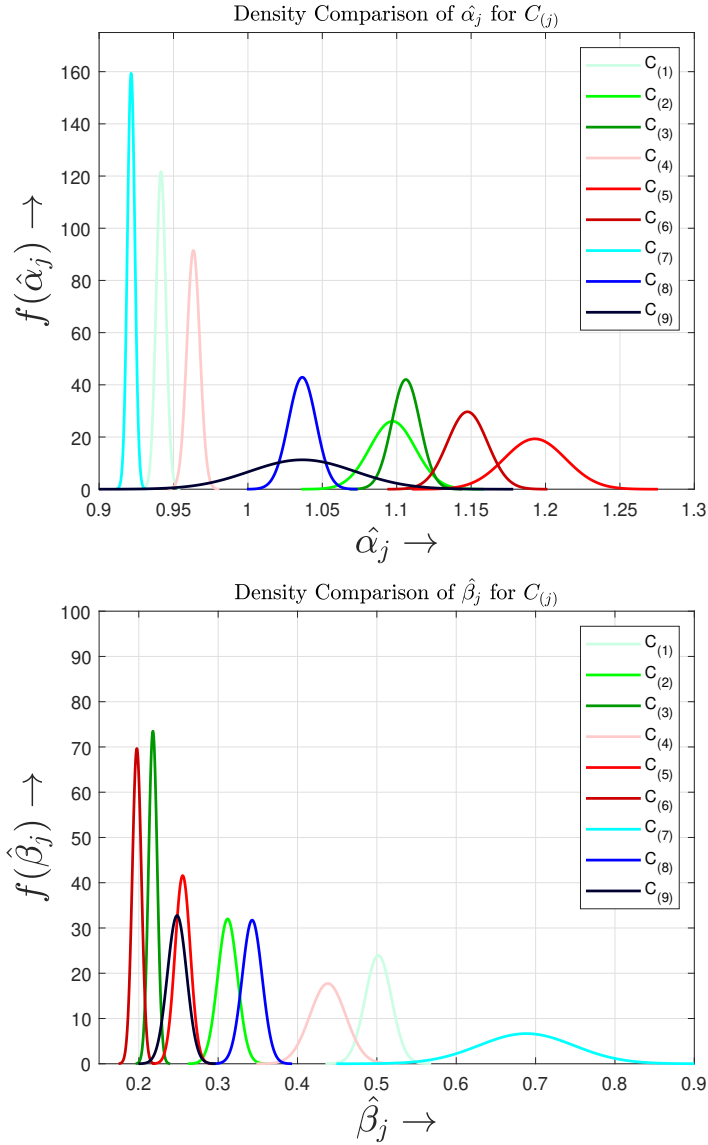 Density Comparison of α̂ⱼ for C₍ⱼ₎
f(α̂ⱼ) →
160
140
120
100
80
60
40
20
0
C(1)
C(2)
C(3)
C(4)
C(5)
C(6)
C(7)
C(8)
C(9)
0.9 0.95 1 1.05 1.1 1.15 1.2 1.25 1.3
α̂ⱼ →
Density Comparison of β̂ⱼ for C₍ⱼ₎
f(β̂ⱼ) →
100
90
80
70
60
50
40
30
20
10
0
C(1)
C(2)
C(3)
C(4)
C(5)
C(6)
C(7)
C(8)
C(9)
0.2 0.3 0.4 0.5 0.6 0.7 0.8 0.9
β̂ⱼ →